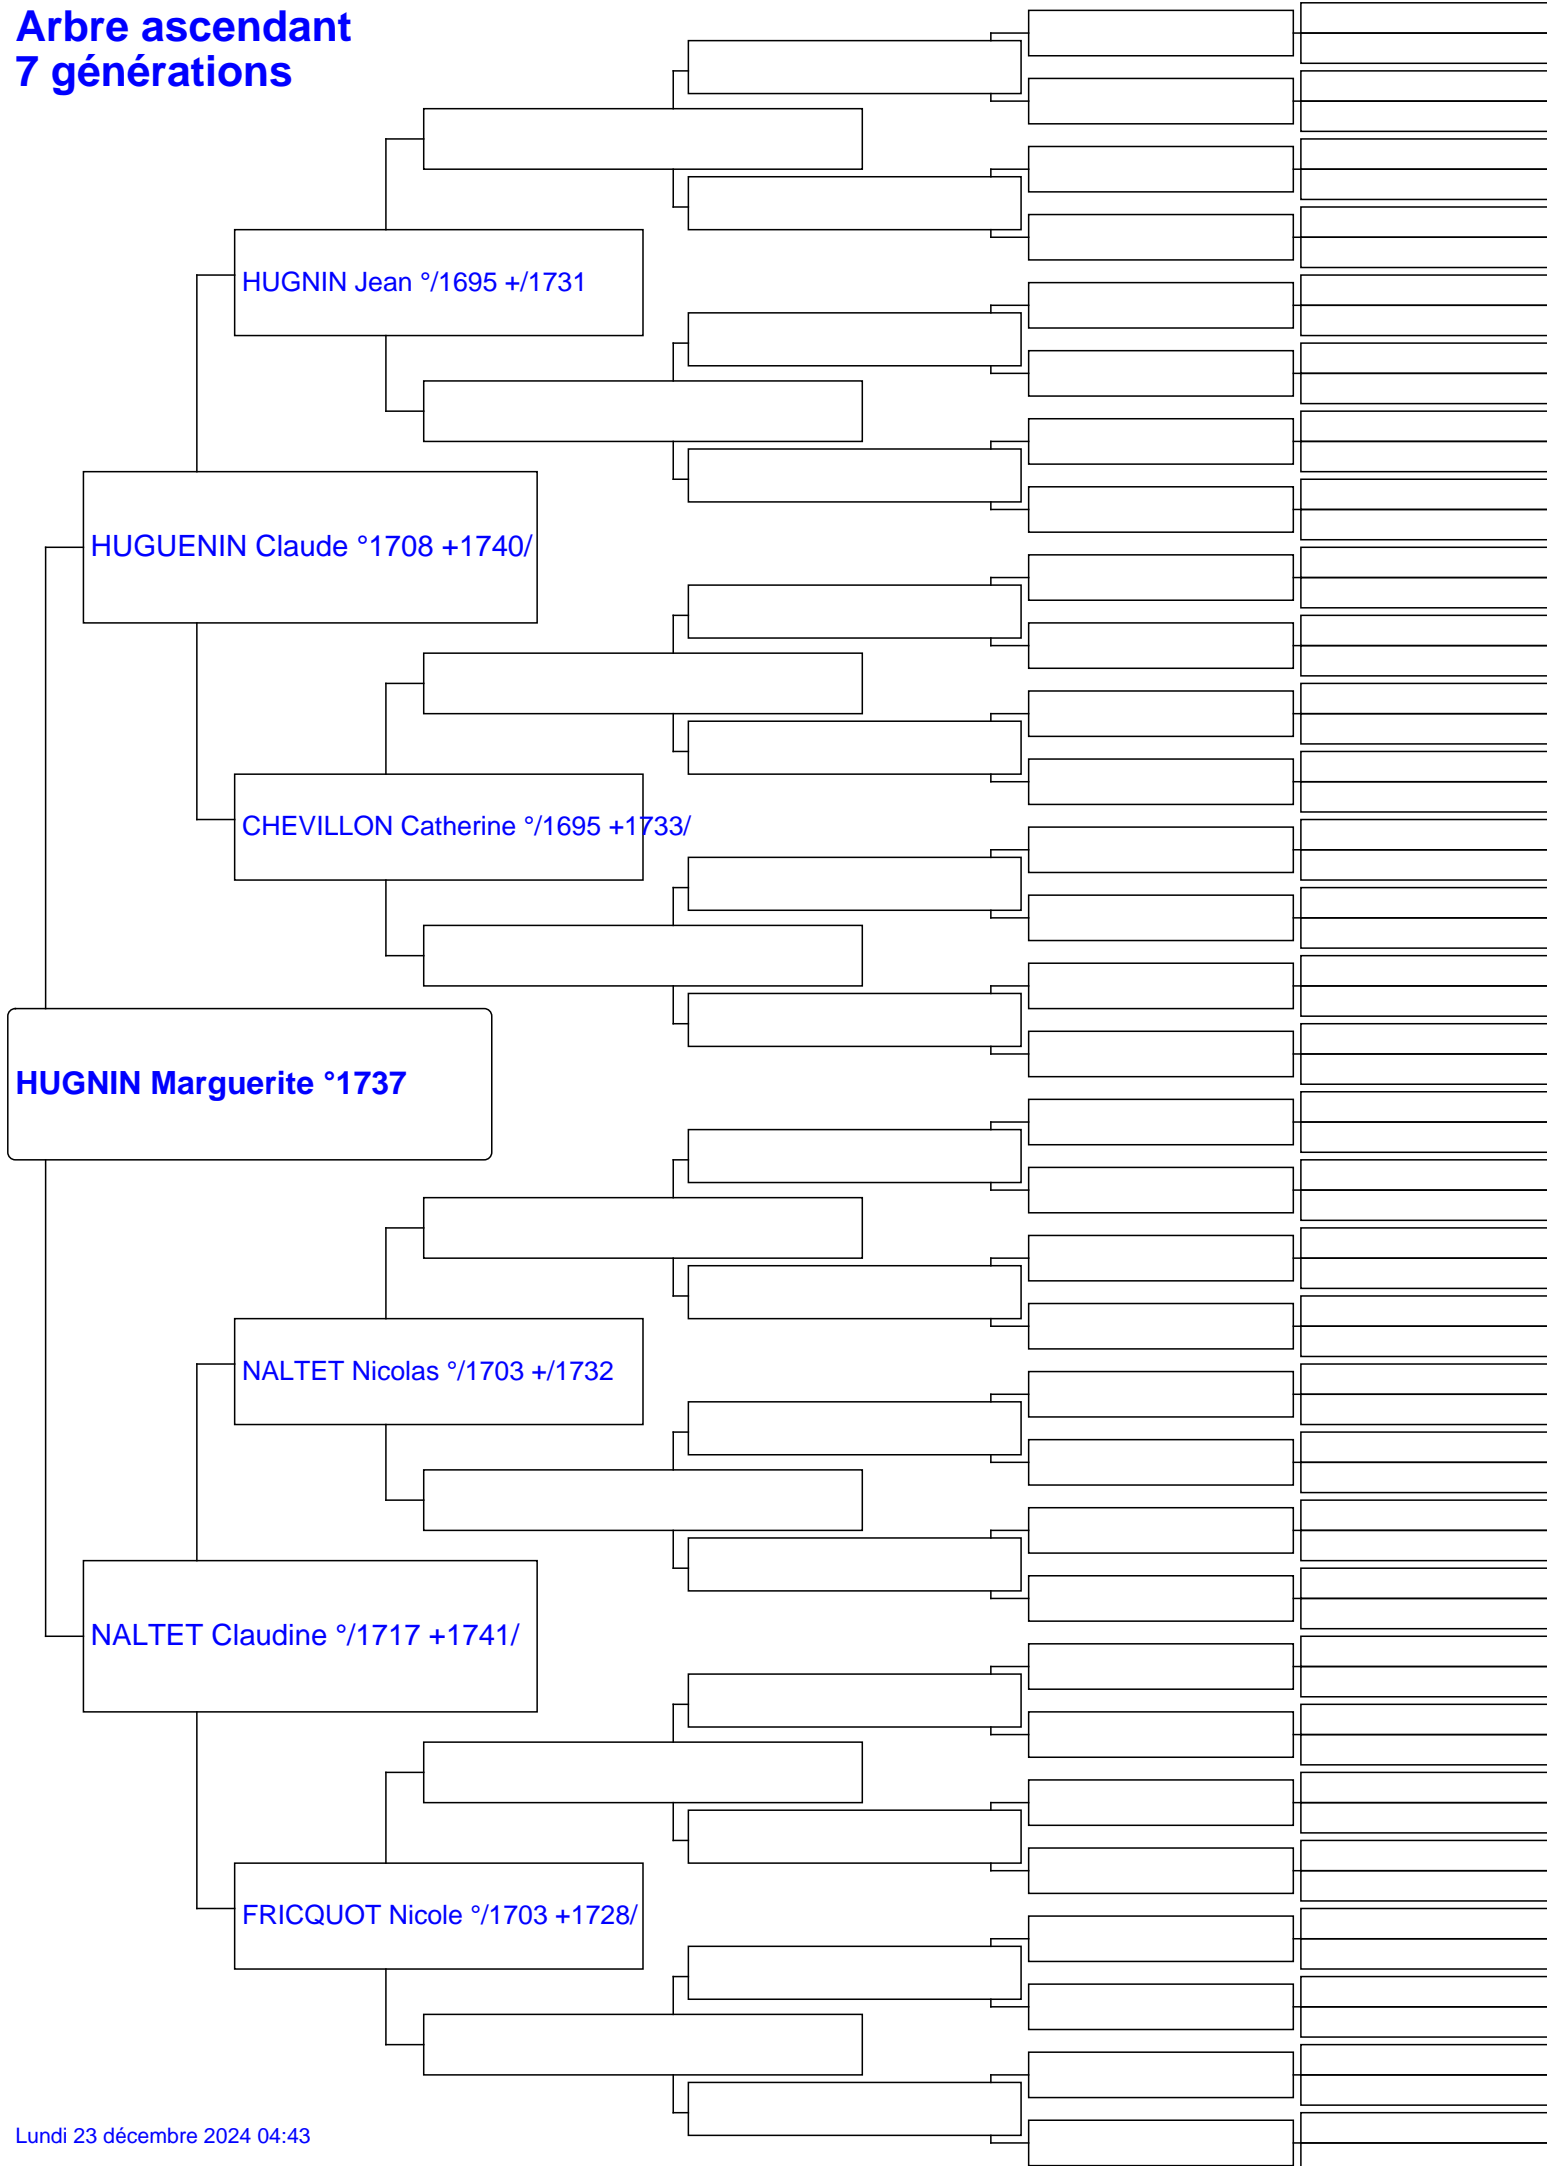 Arbre ascendant
7 générations
HUGNIN Jean °/1695 +/1731
HUGUENIN Claude °1708 +1740/
CHEVILLON Catherine °/1695 +1733/
HUGNIN Marguerite °1737
NALTET Nicolas °/1703 +/1732
NALTET Claudine °/1717 +1741/
FRICQUOT Nicole °/1703 +1728/
Lundi 23 décembre 2024 04:43